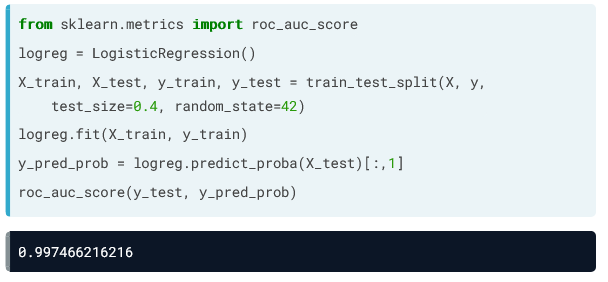 from sklearn.metrics import roc_auc_score
logreg = LogisticRegression()
X_train, X_test, y_train, y_test = train_test_split(X, y,
    test_size=0.4, random_state=42)
logreg.fit(X_train, y_train)
y_pred_prob = logreg.predict_proba(X_test)[:,1]
roc_auc_score(y_test, y_pred_prob)
0.997466216216